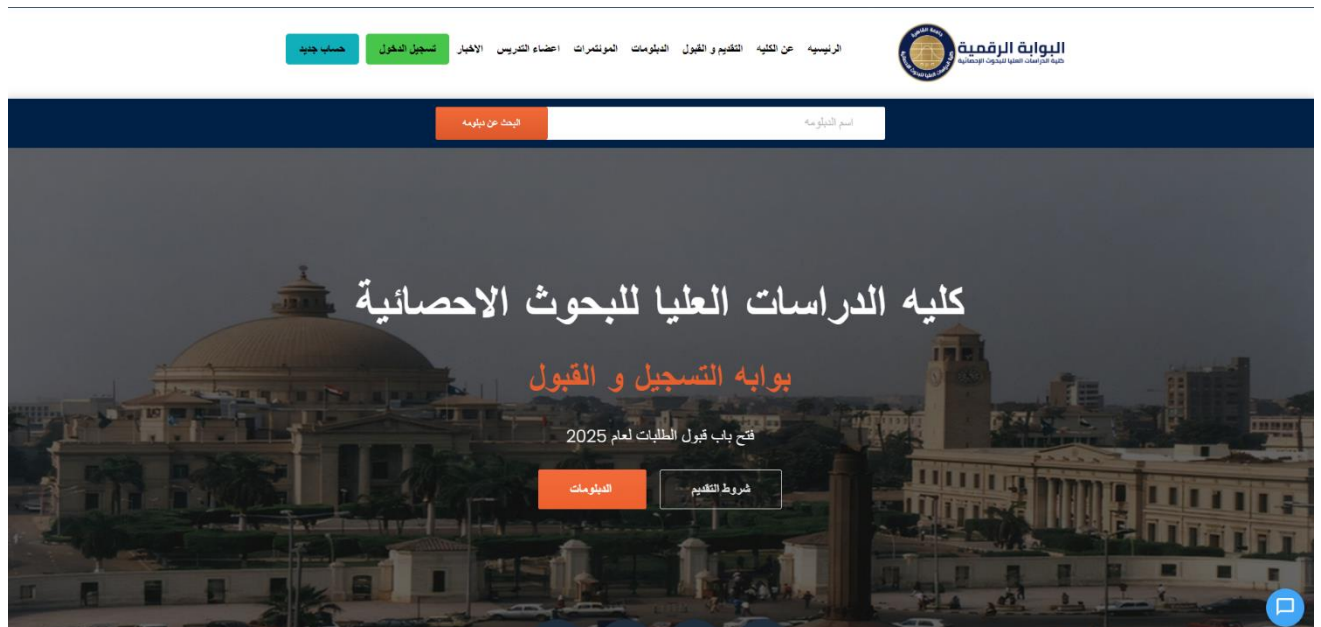 البوابة الرقمية
كلية الدراسات العليا للبحوث الإحصائية
الرئيسيه عن الكليه التقديم و القبول الدبلومات المؤتمرات اعضاء التدريس الاخبار تسجيل الدخول حساب جديد
اسم الدبلومه البحث عن دبلومه
كليه الدراسات العليا للبحوث الاحصائية
بوابه التسجيل و القبول
فتح باب قبول الطلبات لعام 2025
شروط التقديم الدبلومات